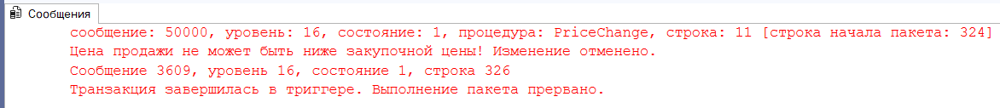 Сообщения
сообщение: 50000, уровень: 16, состояние: 1, процедура: PriceChange, строка: 11 [строка начала пакета: 324]
Цена продажи не может быть ниже закупочной цены! Изменение отменено.
Сообщение 3609, уровень 16, состояние 1, строка 326
Транзакция завершилась в триггере. Выполнение пакета прервано.